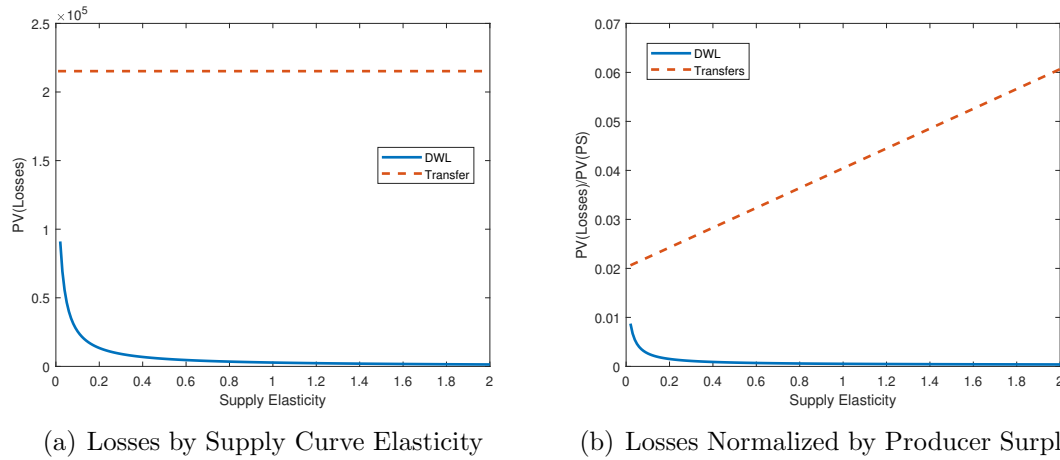 ×10⁵
2.5
2
1.5
1
0.5
0
PV(Losses)
DWL
Transfer
0 0.2 0.4 0.6 0.8 1 1.2 1.4 1.6 1.8 2
Supply Elasticity
(a) Losses by Supply Curve Elasticity
0.07
0.06
0.05
0.04
0.03
0.02
0.01
0
PV(Losses)/PV(PS)
DWL
Transfers
0 0.2 0.4 0.6 0.8 1 1.2 1.4 1.6 1.8 2
Supply Elasticity
(b) Losses Normalized by Producer Surpl